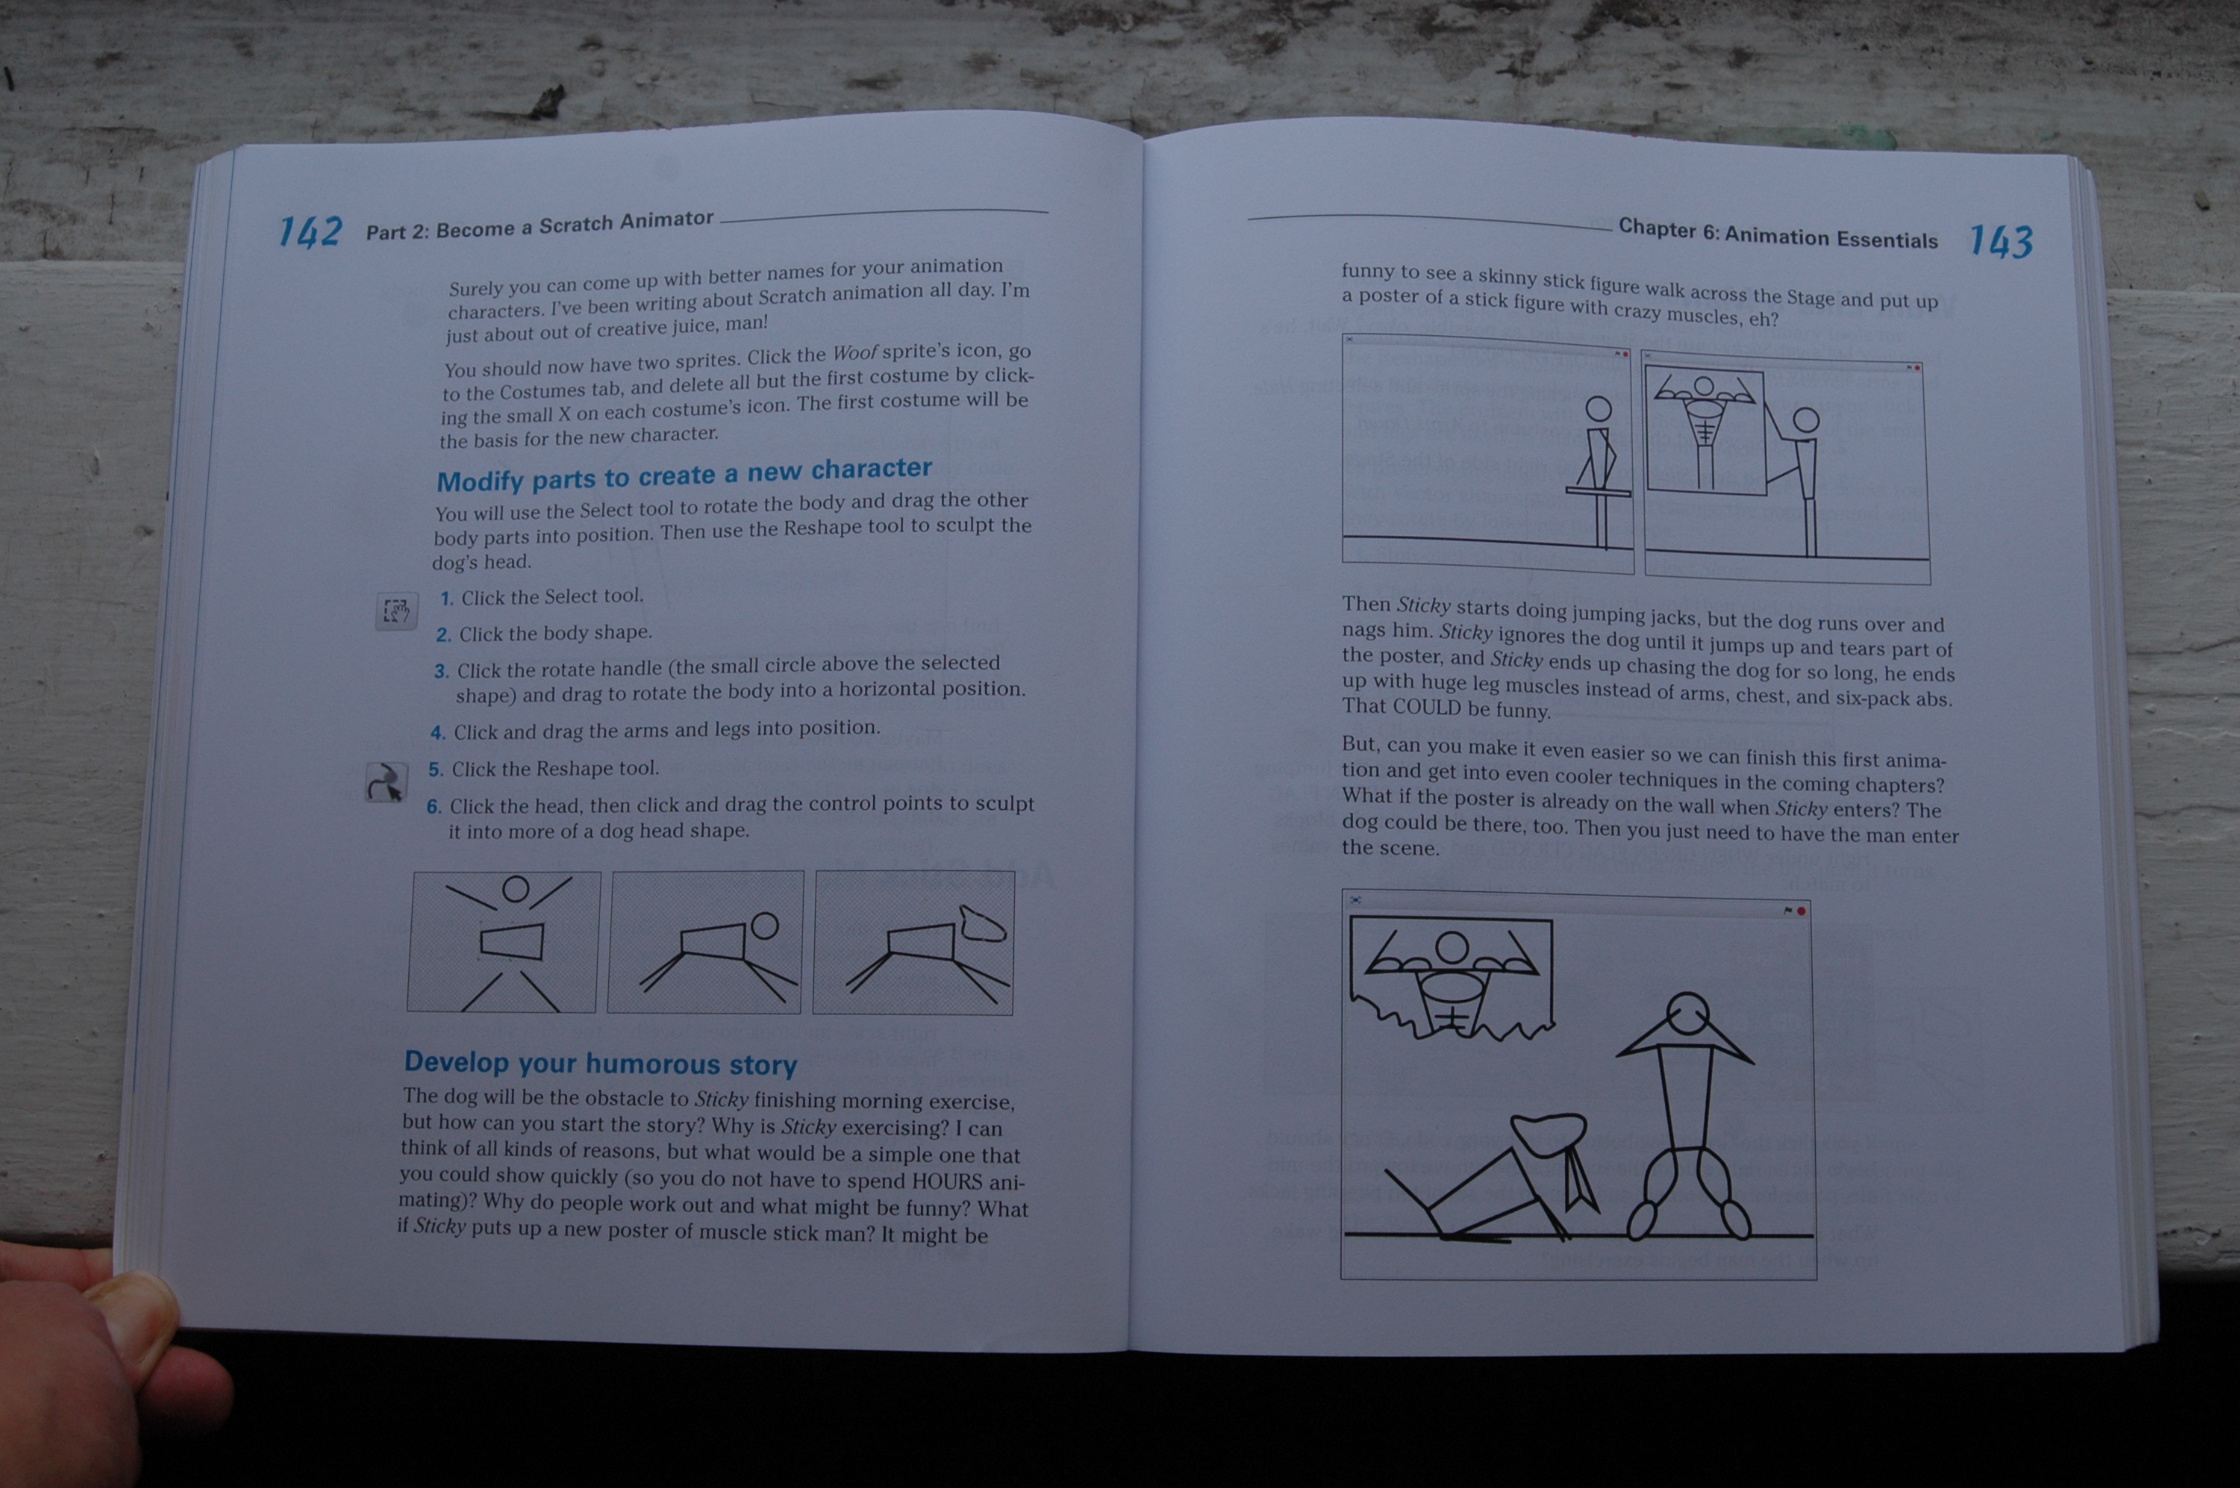 142 Part 2: Become a Scratch Animator
Surely you can come up with better names for your animation
characters. I've been writing about Scratch animation all day. I'm
just about out of creative juice, man!
You should now have two sprites. Click the Woof sprite's icon, go
to the Costumes tab, and delete all but the first costume by click-
ing the small X on each costume's icon. The first costume will be
the basis for the new character.
Modify parts to create a new character
You will use the Select tool to rotate the body and drag the other
body parts into position. Then use the Reshape tool to sculpt the
dog's head.
1. Click the Select tool.
2. Click the body shape.
3. Click the rotate handle (the small circle above the selected
shape) and drag to rotate the body into a horizontal position.
4. Click and drag the arms and legs into position.
5. Click the Reshape tool.
6. Click the head, then click and drag the control points to sculpt
it into more of a dog head shape.
Develop your humorous story
The dog will be the obstacle to Sticky finishing morning exercise,
but how can you start the story? Why is Sticky exercising? I can
think of all kinds of reasons, but what would be a simple one that
you could show quickly (so you do not have to spend HOURS ani-
mating)? Why do people work out and what might be funny? What
if Sticky puts up a new poster of muscle stick man? It might be
Chapter 6: Animation Essentials 143
funny to see a skinny stick figure walk across the Stage and put up
a poster of a stick figure with crazy muscles, eh?
Then Sticky starts doing jumping jacks, but the dog runs over and
nags him. Sticky ignores the dog until it jumps up and tears part of
the poster, and Sticky ends up chasing the dog for so long, he ends
up with huge leg muscles instead of arms, chest, and six-pack abs.
That COULD be funny.
But, can you make it even easier so we can finish this first anima-
tion and get into even cooler techniques in the coming chapters?
What if the poster is already on the wall when Sticky enters? The
dog could be there, too. Then you just need to have the man enter
the scene.